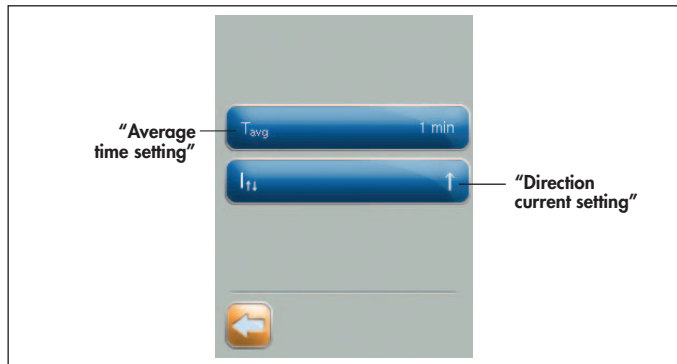 "Average
time setting"
Tavg 1 min
I↑↓ ↑
"Direction
current setting"